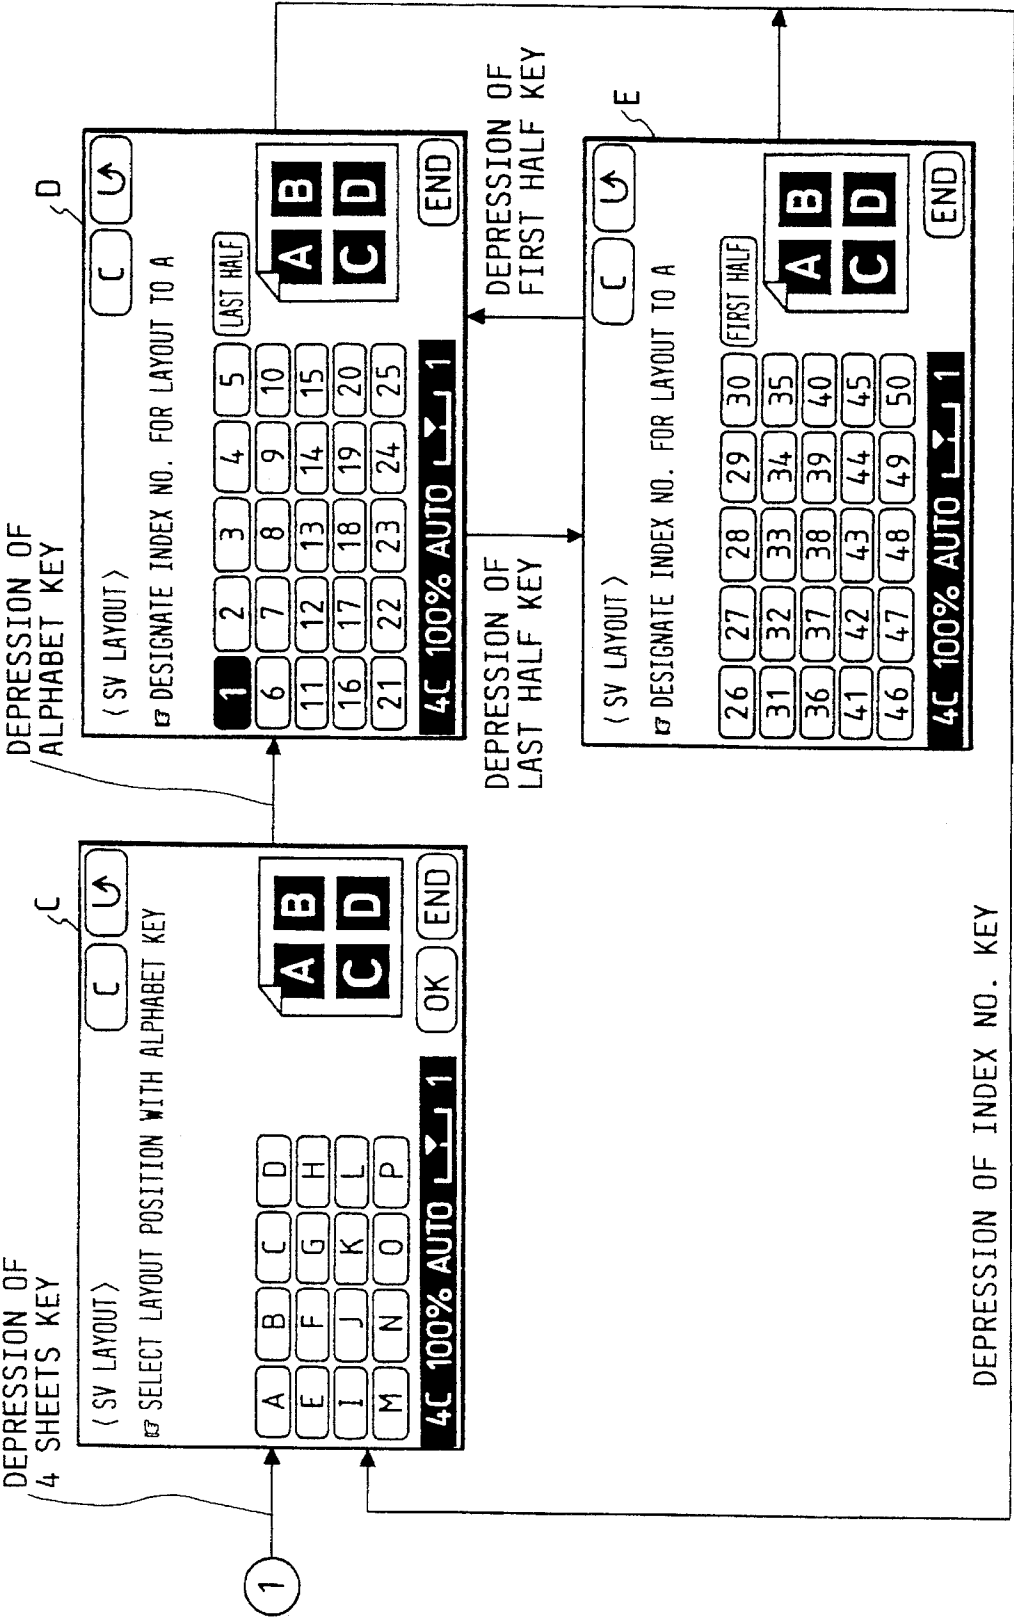 DEPRESSION OF
4 SHEETS KEY
1
C
C
⟨SV LAYOUT⟩
☞ SELECT LAYOUT POSITION WITH ALPHABET KEY
A B C D
E F G H
I J K L
M N O P
A B
C D
4C 100% AUTO 1
OK END
DEPRESSION OF
ALPHABET KEY
D
C
⟨SV LAYOUT⟩
☞ DESIGNATE INDEX NO. FOR LAYOUT TO A
1 2 3 4 5 LAST HALF
6 7 8 9 10
11 12 13 14 15
16 17 18 19 20
21 22 23 24 25
A B
C D
4C 100% AUTO 1
END
DEPRESSION OF
LAST HALF KEY
DEPRESSION OF
FIRST HALF KEY
E
C
⟨SV LAYOUT⟩
☞ DESIGNATE INDEX NO. FOR LAYOUT TO A
26 27 28 29 30 FIRST HALF
31 32 33 34 35
36 37 38 39 40
41 42 43 44 45
46 47 48 49 50
A B
C D
4C 100% AUTO 1
END
DEPRESSION OF INDEX NO. KEY